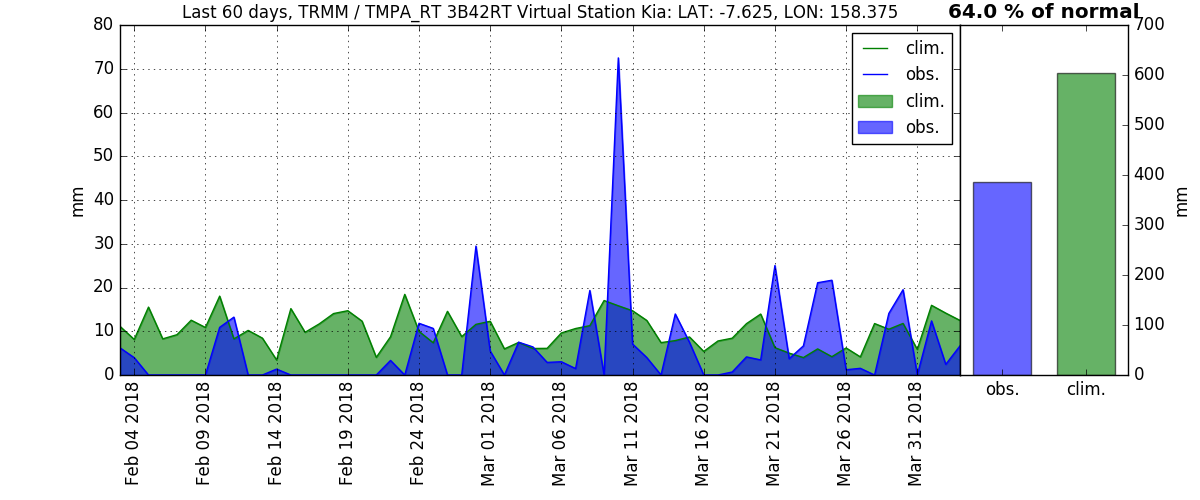 Last 60 days, TRMM / TMPA_RT 3B42RT Virtual Station Kia: LAT: -7.625, LON: 158.375
64.0 % of normal
80
70
60
50
40
30
20
10
0
mm
clim.
obs.
clim.
obs.
Feb 04 2018
Feb 09 2018
Feb 14 2018
Feb 19 2018
Feb 24 2018
Mar 01 2018
Mar 06 2018
Mar 11 2018
Mar 16 2018
Mar 21 2018
Mar 26 2018
Mar 31 2018
700
600
500
400
300
200
100
0
mm
obs.
clim.